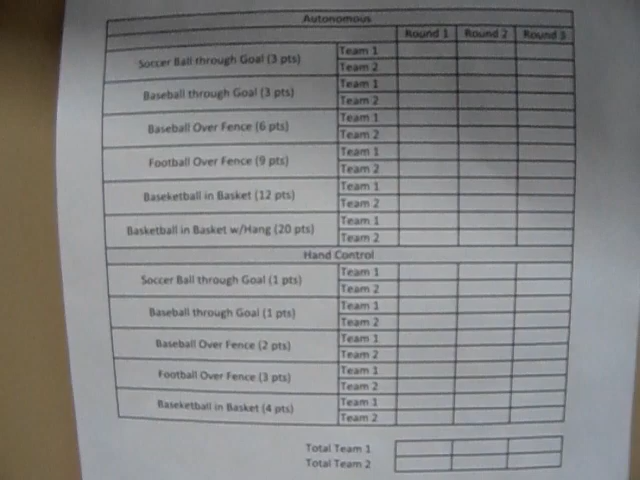 Autonomous
Round 1 Round 2 Round 3
Soccer Ball through Goal (3 pts) Team 1
Team 2
Baseball through Goal (3 pts) Team 1
Team 2
Baseball Over Fence (6 pts) Team 1
Team 2
Football Over Fence (9 pts) Team 1
Team 2
Baseketball in Basket (12 pts) Team 1
Team 2
Basketball in Basket w/Hang (20 pts) Team 1
Team 2
Hand Control
Soccer Ball through Goal (1 pts) Team 1
Team 2
Baseball through Goal (1 pts) Team 1
Team 2
Baseball Over Fence (2 pts) Team 1
Team 2
Football Over Fence (3 pts) Team 1
Team 2
Baseketball in Basket (4 pts) Team 1
Team 2
Total Team 1
Total Team 2